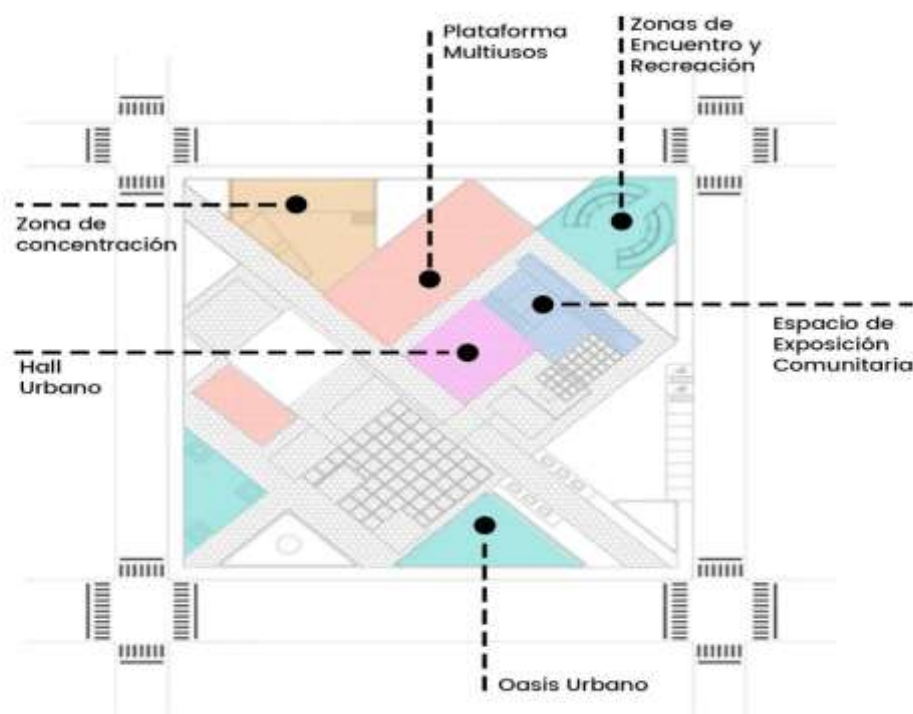 Plataforma
Multiusos
Zonas de
Encuentro y
Recreación
Zona de
concentración
Espacio de
Exposición
Comunitaria
Hall
Urbano
Oasis Urbano